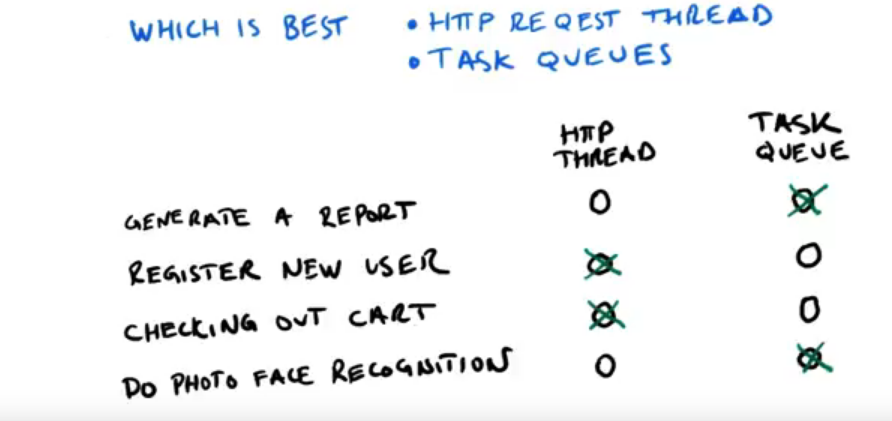 WHICH IS BEST • HTTP REQEST THREAD
• TASK QUEUES
HTTP THREAD TASK QUEUE
GENERATE A REPORT
REGISTER NEW USER
CHECKING OUT CART
DO PHOTO FACE RECOGNITION